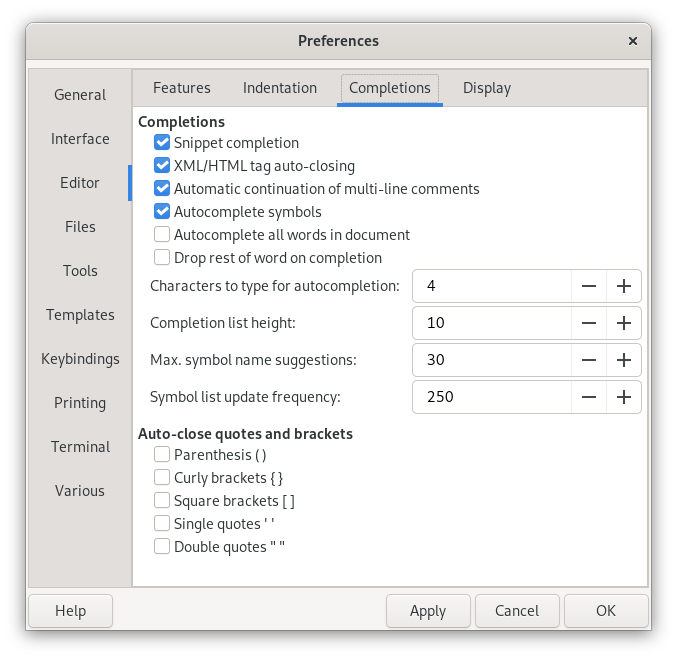 Preferences
General
Interface
Editor
Files
Tools
Templates
Keybindings
Printing
Terminal
Various
Features Indentation Completions Display
Completions
Snippet completion
XML/HTML tag auto-closing
Automatic continuation of multi-line comments
Autocomplete symbols
Autocomplete all words in document
Drop rest of word on completion
Characters to type for autocompletion: 4
Completion list height: 10
Max. symbol name suggestions: 30
Symbol list update frequency: 250
Auto-close quotes and brackets
Parenthesis ( )
Curly brackets { }
Square brackets [ ]
Single quotes ' '
Double quotes " "
Help Apply Cancel OK